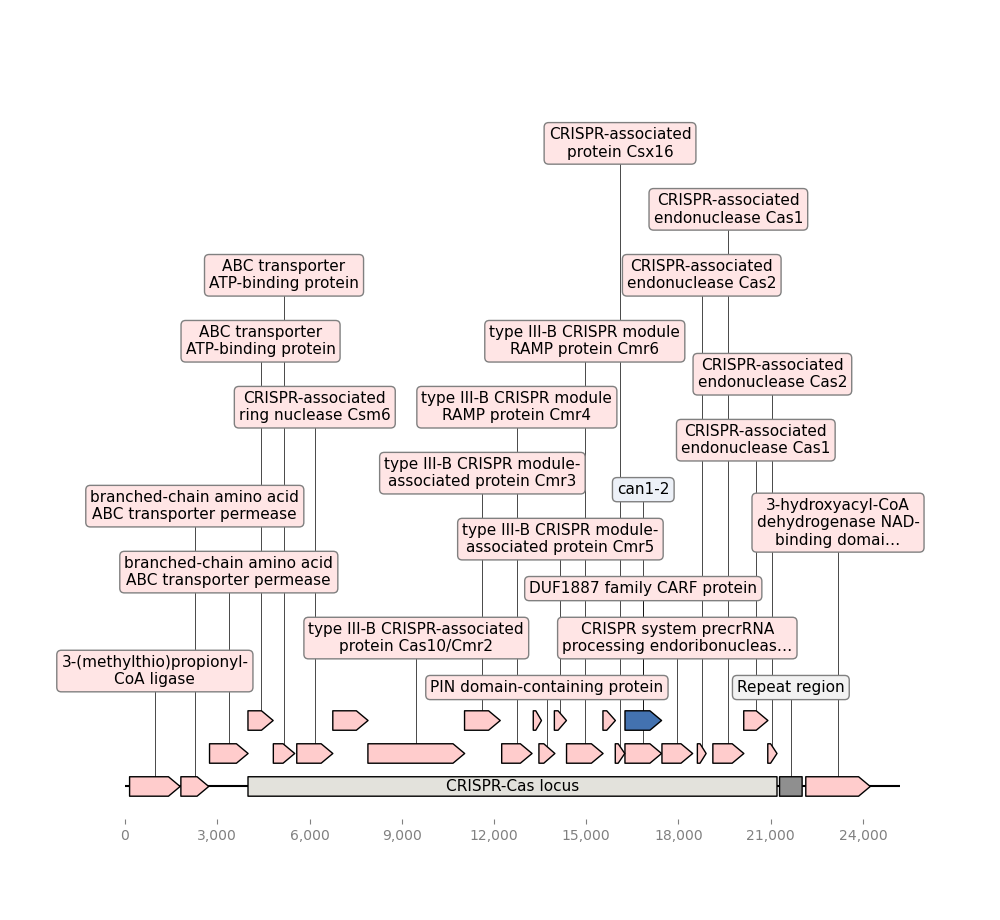 CRISPR-associated
protein Csx16
CRISPR-associated
endonuclease Cas1
ABC transporter
ATP-binding protein
CRISPR-associated
endonuclease Cas2
ABC transporter
ATP-binding protein
type III-B CRISPR module
RAMP protein Cmr6
CRISPR-associated
endonuclease Cas2
CRISPR-associated
ring nuclease Csm6
type III-B CRISPR module
RAMP protein Cmr4
CRISPR-associated
endonuclease Cas1
type III-B CRISPR module-
associated protein Cmr3
can1-2
branched-chain amino acid
ABC transporter permease
3-hydroxyacyl-CoA
dehydrogenase NAD-
binding domai...
type III-B CRISPR module-
associated protein Cmr5
branched-chain amino acid
ABC transporter permease
DUF1887 family CARF protein
type III-B CRISPR-associated
protein Cas10/Cmr2
CRISPR system precrRNA
processing endoribonucleas...
3-(methylthio)propionyl-
CoA ligase
PIN domain-containing protein
Repeat region
CRISPR-Cas locus
0 3,000 6,000 9,000 12,000 15,000 18,000 21,000 24,000